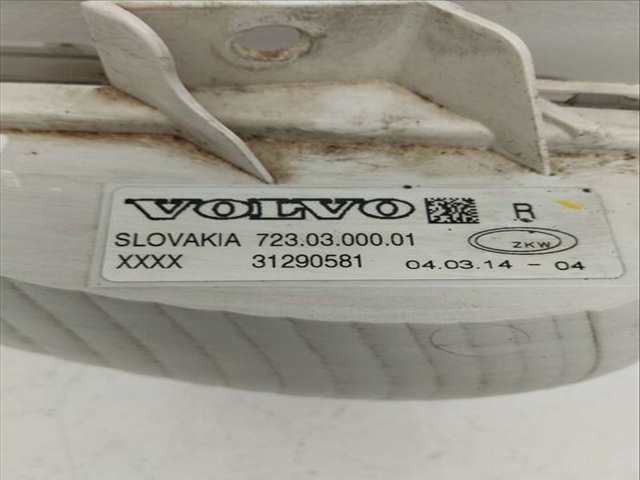 VOLVO R
SLOVAKIA 723.03.000.01 ZKW
XXXX 31290581 04.03.14 - 04